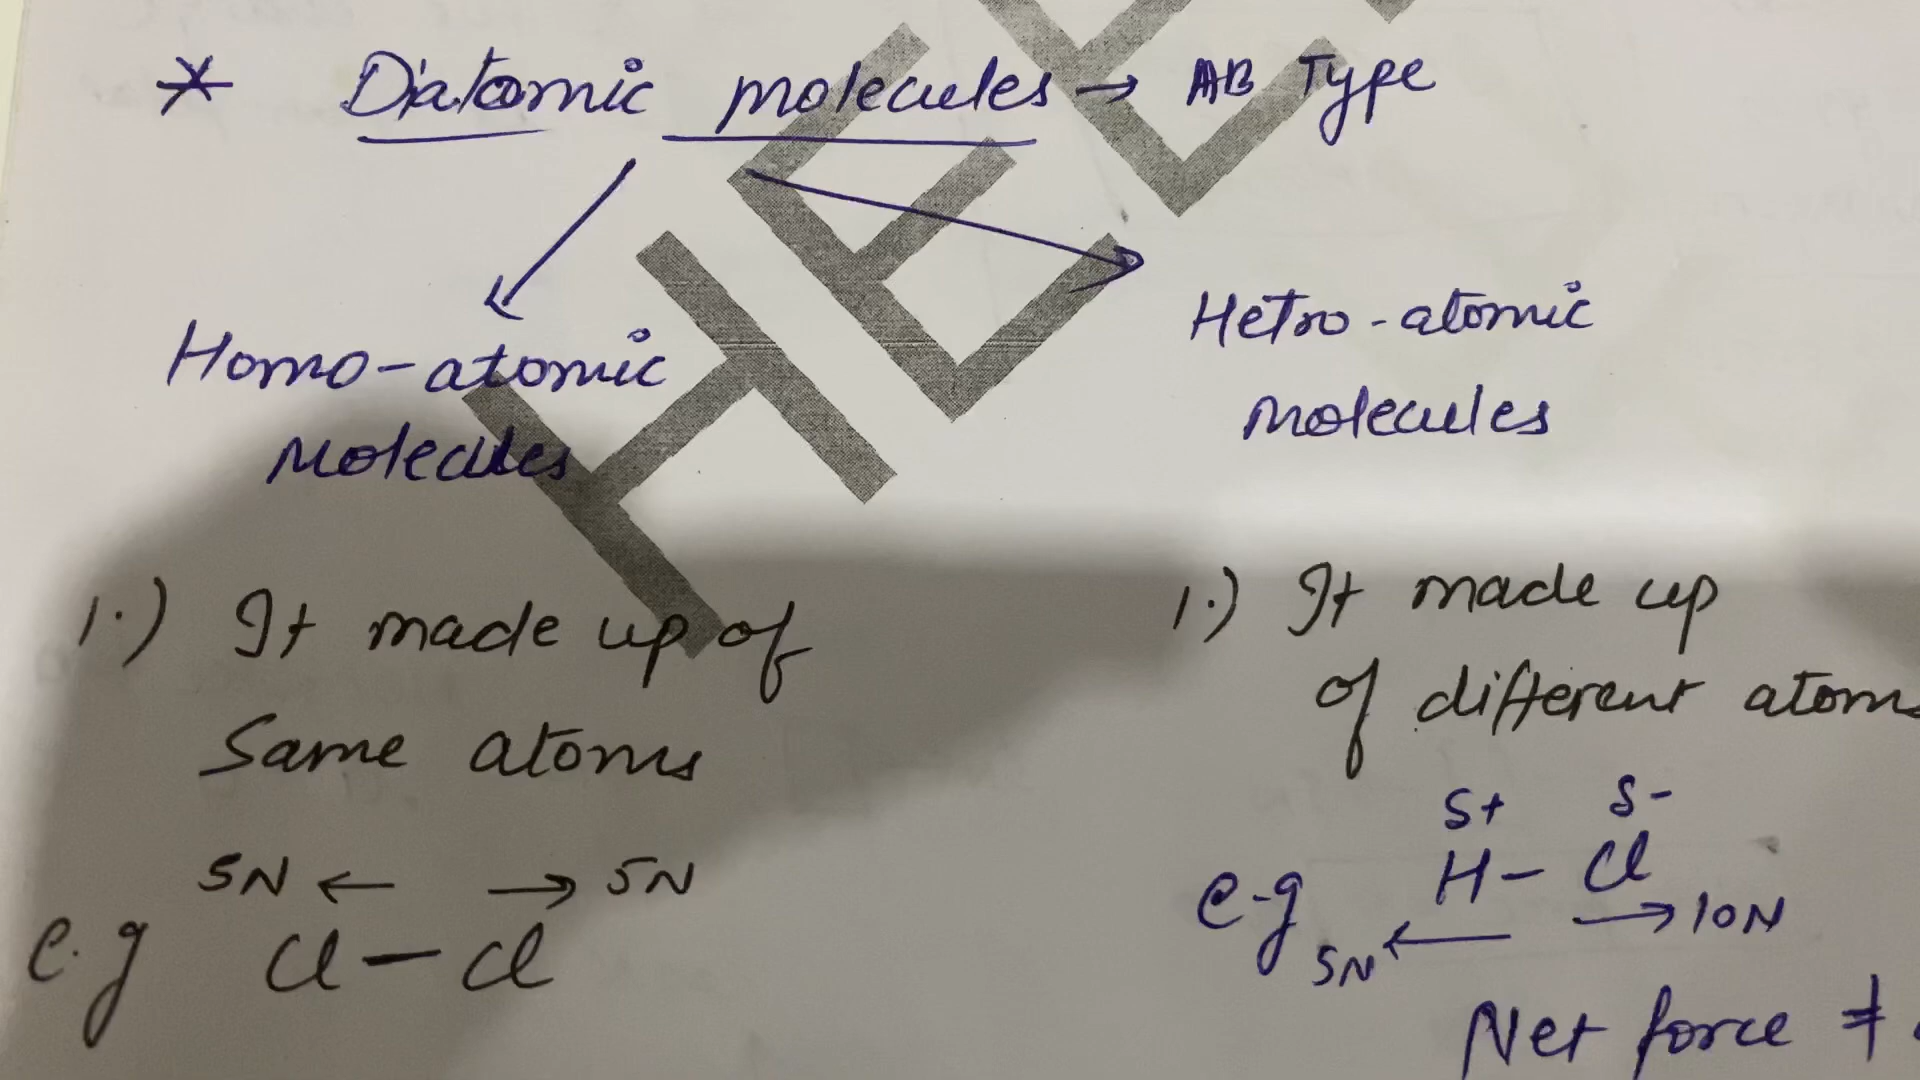 * Diatomic molecules → AB Type
Homo-atomic
Molecules
Hetro-atomic
Molecules
1.) It made up of
Same atoms
5N ← → 5N
e.g Cl–Cl
1.) It made up
of different atoms
δ+ δ-
e.g H–Cl
5N ← → 10N
Net force ≠